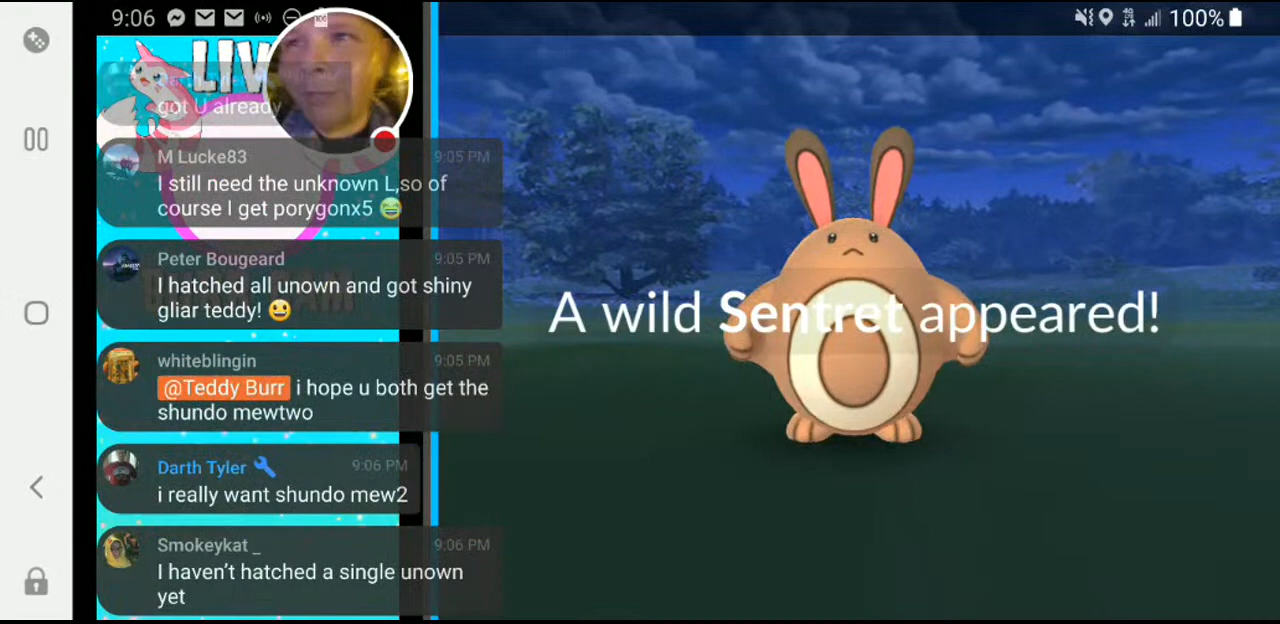 9:06
100%
LIV
got U already
M Lucke83 9:05 PM
I still need the unknown L,so of
course I get porygonx5 😂
Peter Bougeard 9:05 PM
I hatched all unown and got shiny
gliar teddy! 😃
whiteblingin 9:05 PM
@Teddy Burr i hope u both get the
shundo mewtwo
Darth Tyler 9:06 PM
i really want shundo mew2
Smokeykat _ 9:06 PM
I haven't hatched a single unown
yet
A wild Sentret appeared!